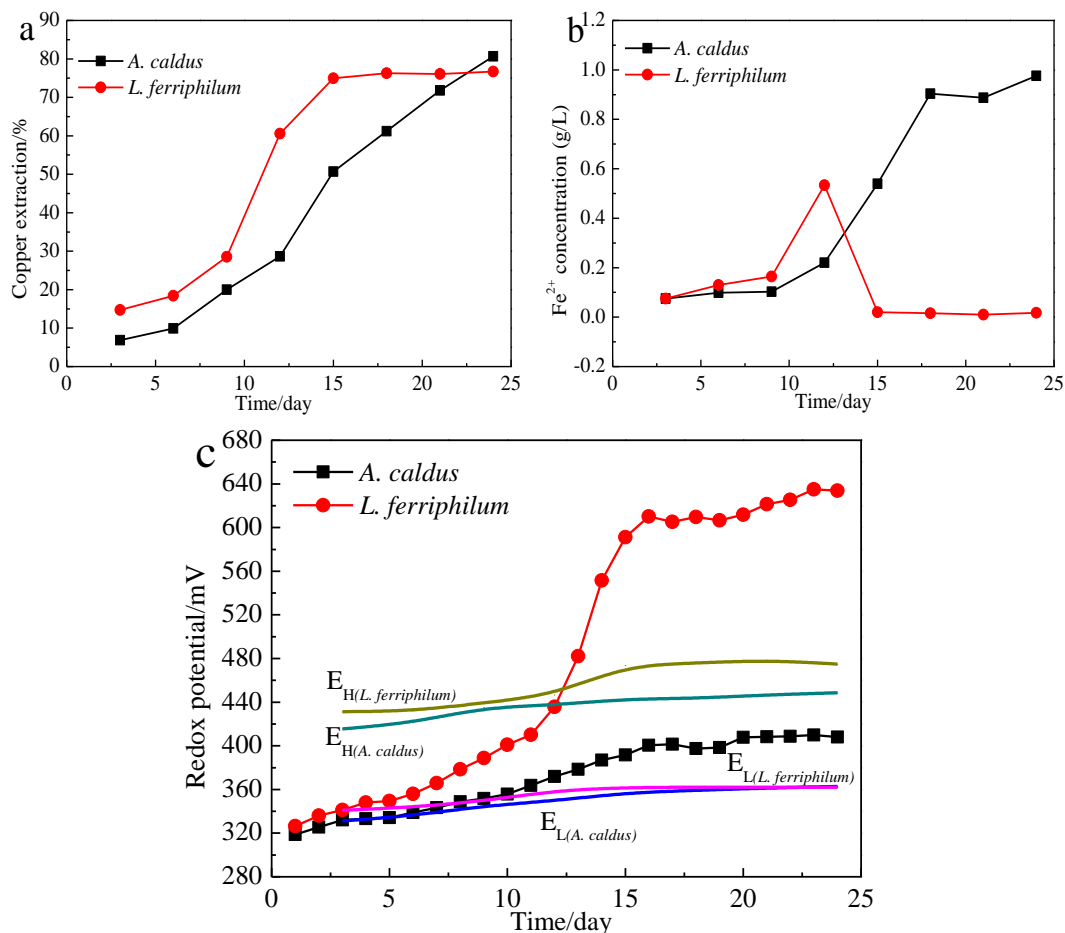 a
A. caldus
L. ferriphilum
Copper extraction/%
90
80
70
60
50
40
30
20
10
0
0 5 10 15 20 25
Time/day
b
A. caldus
L. ferriphilum
Fe2+ concentration (g/L)
1.2
1.0
0.8
0.6
0.4
0.2
0.0
-0.2
0 5 10 15 20 25
Time/day
c
A. caldus
L. ferriphilum
Redox potential/mV
680
640
600
560
520
480
440
400
360
320
280
EH(L. ferriphilum)
EH(A. caldus)
EL(L. ferriphilum)
EL(A. caldus)
0 5 10 15 20 25
Time/day